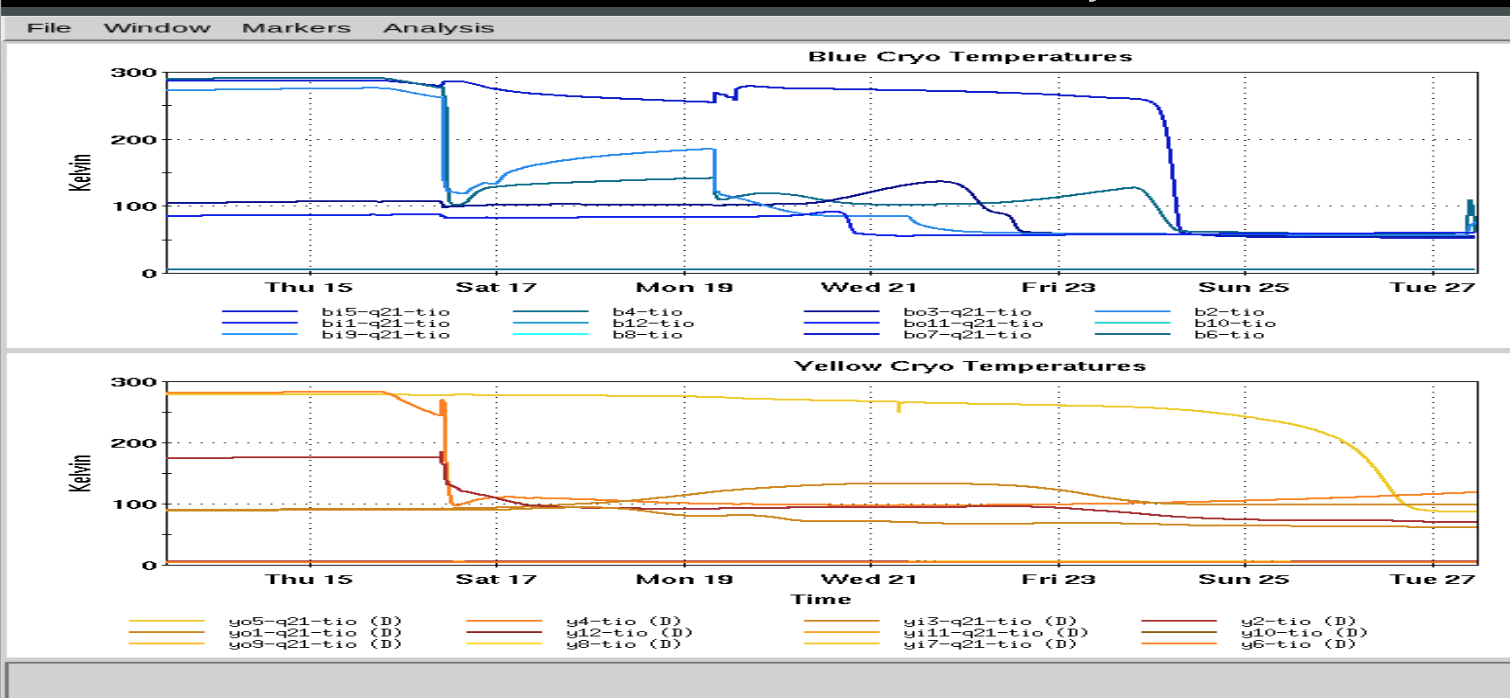 File Window Markers Analysis
Blue Cryo Temperatures
300
200
100
0
Kelvin
Thu 15 Sat 17 Mon 19 Wed 21 Fri 23 Sun 25 Tue 27
bi5-q21-tio b4-tio bo3-q21-tio b2-tio
bi1-q21-tio b12-tio bo11-q21-tio b10-tio
bi9-q21-tio b8-tio bo7-q21-tio b6-tio
Yellow Cryo Temperatures
300
200
100
0
Kelvin
Thu 15 Sat 17 Mon 19 Wed 21 Fri 23 Sun 25 Tue 27
Time
yo5-q21-tio (D) y4-tio (D) yi3-q21-tio (D) y2-tio (D)
yo1-q21-tio (D) y12-tio (D) yi11-q21-tio (D) y10-tio (D)
yo9-q21-tio (D) y8-tio (D) yi7-q21-tio (D) y6-tio (D)